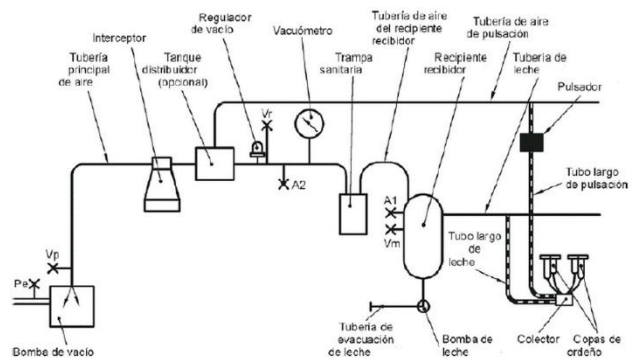 Interceptor
Regulador
de vacío
Vacuómetro
Tubería de aire
del recipiente
recibidor
Tubería de aire
de pulsación
Tubería
principal
de aire
Tanque
distribuidor
(opcional)
Trampa
sanitaria
Recipiente
recibidor
Tubería de
leche
Pulsador
Vr
A2
A1
Vm
Tubo largo
de pulsación
Tubo largo
de
leche
Vp
Pe
Bomba de vacío
Tubería de
evacuación
de leche
Bomba de
leche
Colector
Copas de
ordeño